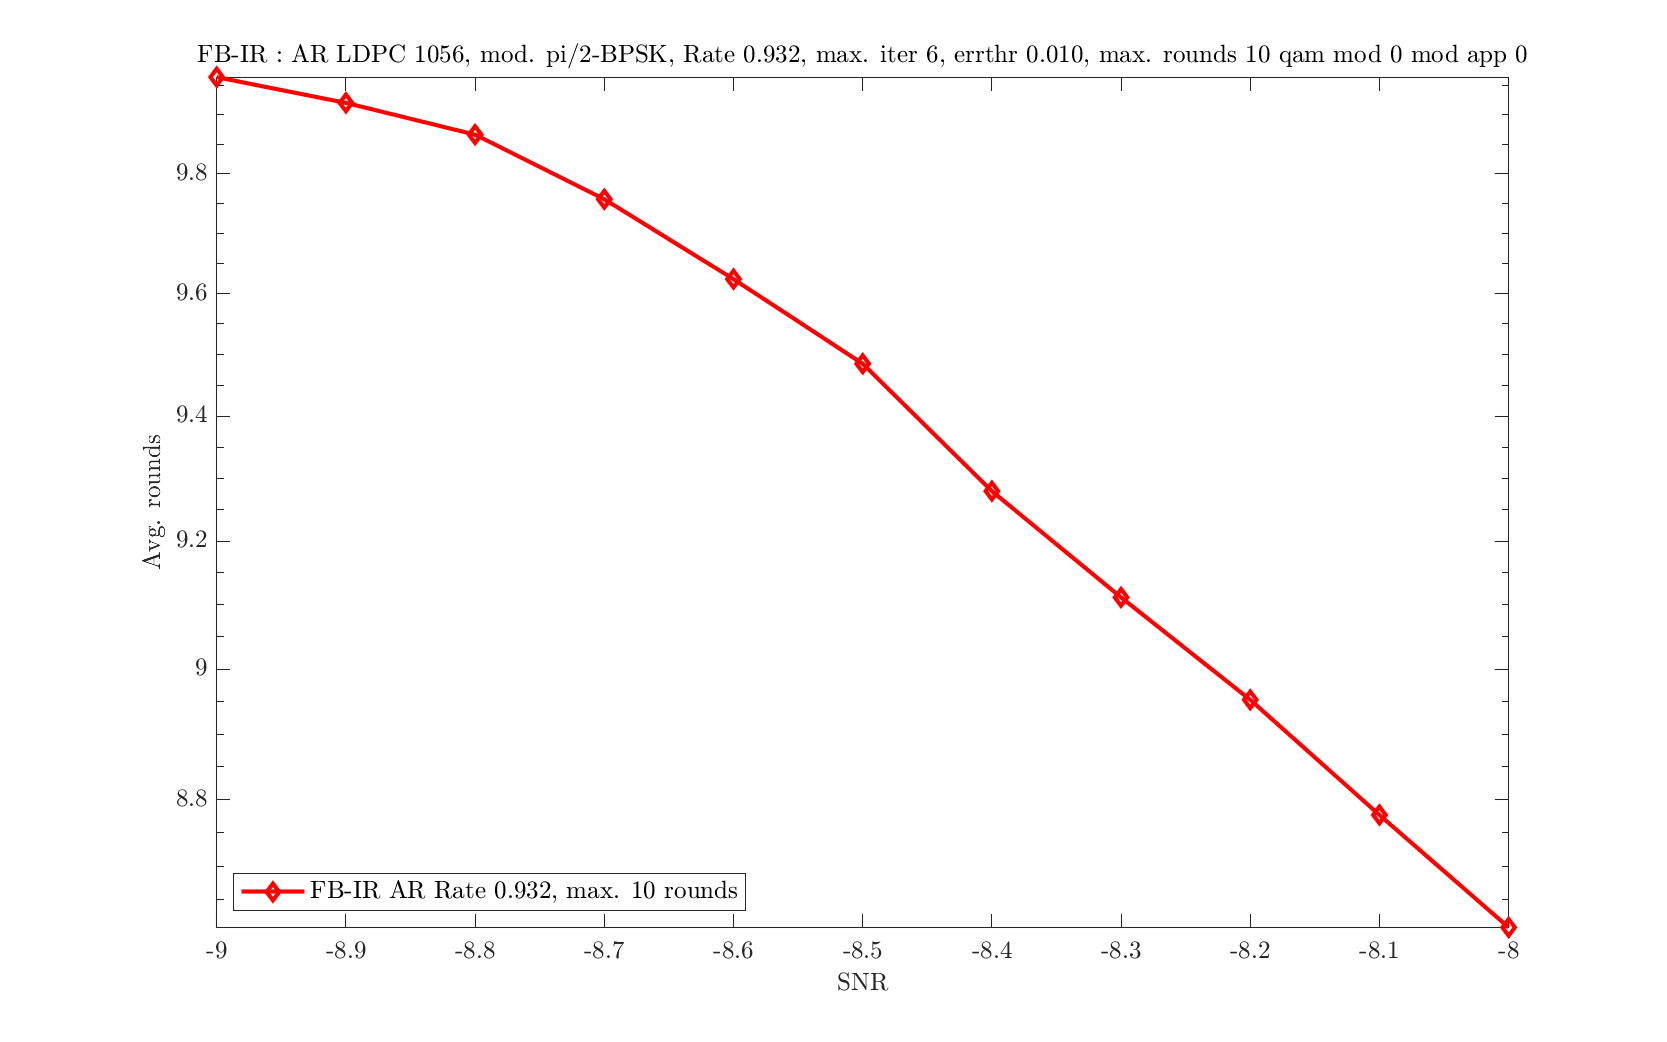 FB-IR : AR LDPC 1056, mod. pi/2-BPSK, Rate 0.932, max. iter 6, errthr 0.010, max. rounds 10 qam mod 0 mod app 0
Avg. rounds
9.8
9.6
9.4
9.2
9
8.8
FB-IR AR Rate 0.932, max. 10 rounds
-9 -8.9 -8.8 -8.7 -8.6 -8.5 -8.4 -8.3 -8.2 -8.1 -8
SNR